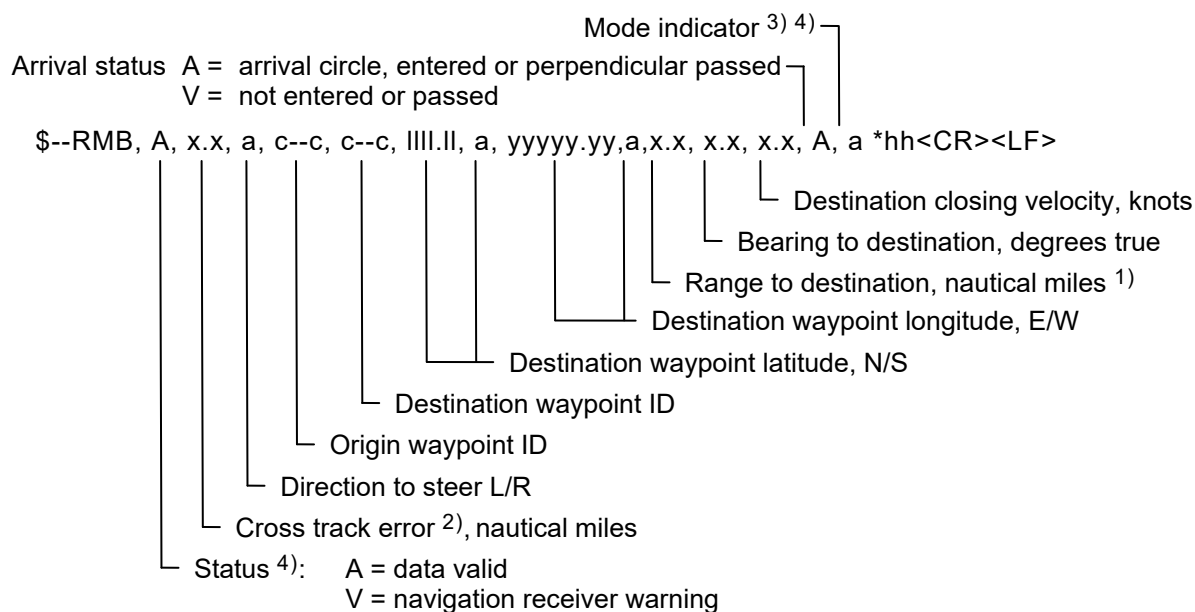 Mode indicator 3) 4)
Arrival status A = arrival circle, entered or perpendicular passed
V = not entered or passed
$--RMB, A, x.x, a, c--c, c--c, llll.ll, a, yyyyy.yy,a,x.x, x.x, x.x, A, a *hh<CR><LF>
Destination closing velocity, knots
Bearing to destination, degrees true
Range to destination, nautical miles 1)
Destination waypoint longitude, E/W
Destination waypoint latitude, N/S
Destination waypoint ID
Origin waypoint ID
Direction to steer L/R
Cross track error 2), nautical miles
Status 4): A = data valid
V = navigation receiver warning